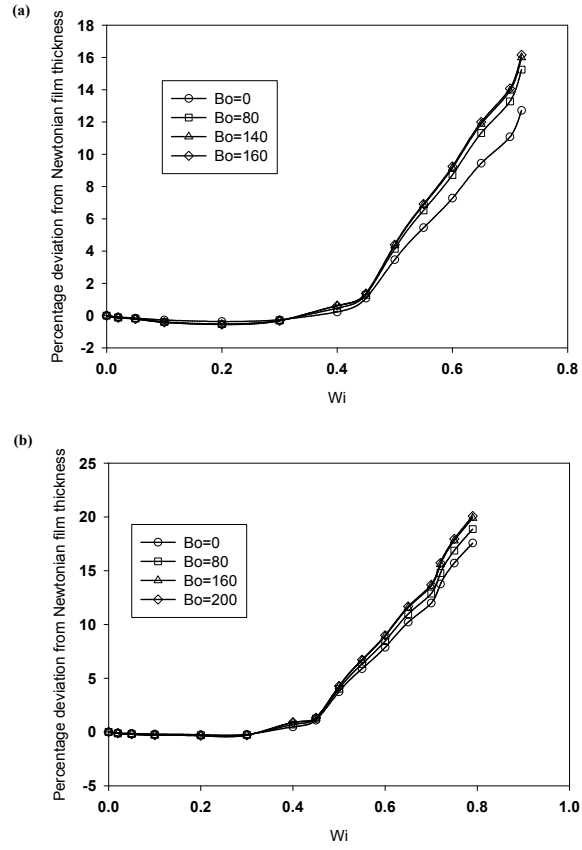 (a)
Percentage deviation from Newtonian film thickness
18
16
14
12
10
8
6
4
2
0
-2
Bo=0
Bo=80
Bo=140
Bo=160
0.0 0.2 0.4 0.6 0.8
Wi
(b)
Percentage deviation from Newtonian film thickness
25
20
15
10
5
0
-5
Bo=0
Bo=80
Bo=160
Bo=200
0.0 0.2 0.4 0.6 0.8 1.0
Wi